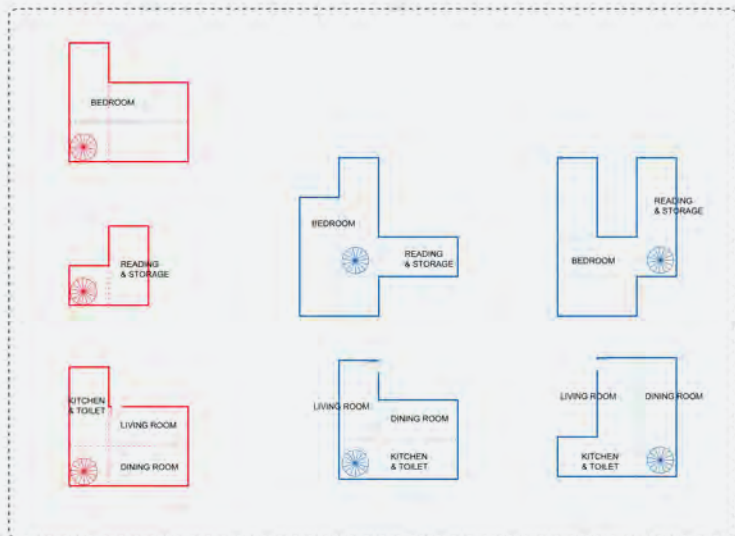 BEDROOM
READING
& STORAGE
KITCHEN
& TOILET
LIVING ROOM
DINING ROOM
BEDROOM
READING
& STORAGE
LIVING ROOM
DINING ROOM
KITCHEN
& TOILET
READING
& STORAGE
BEDROOM
LIVING ROOM
DINING ROOM
KITCHEN
& TOILET